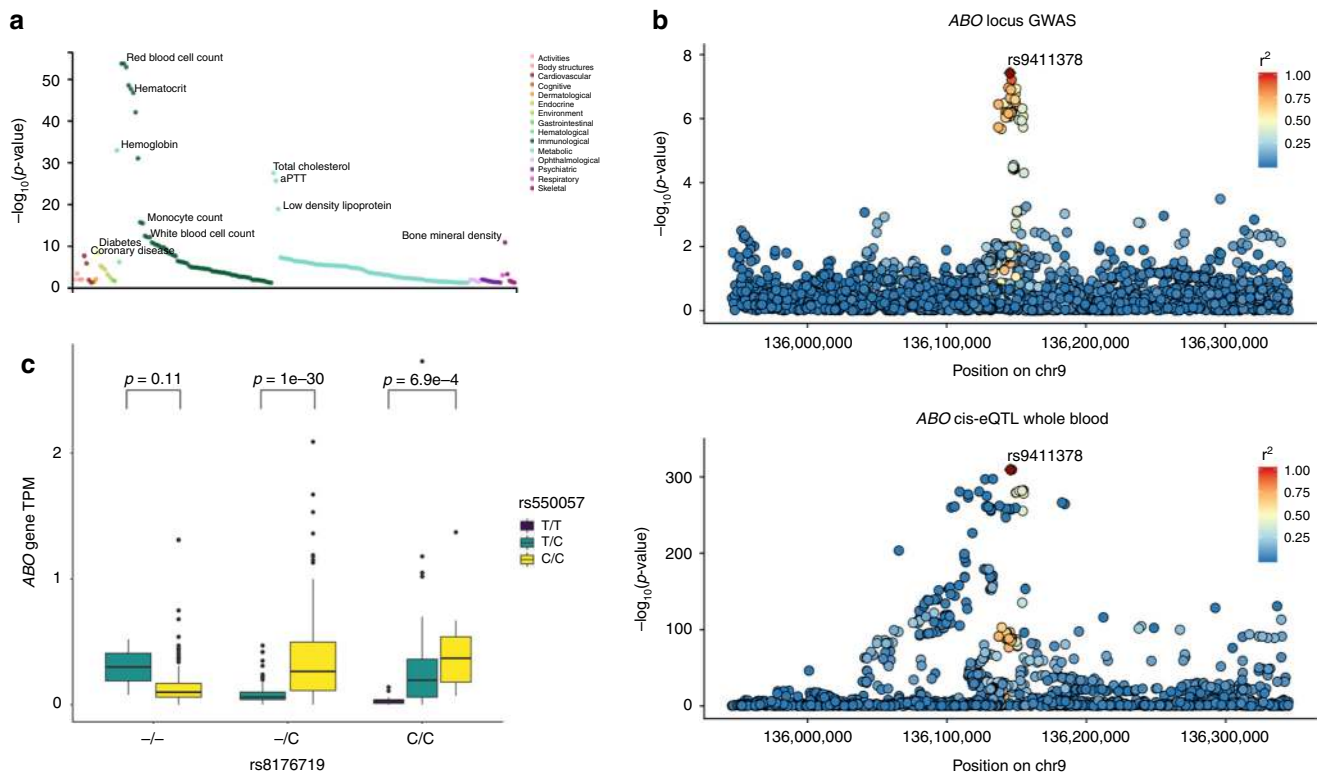 a
–log10(p-value)
50
40
30
20
10
0
Red blood cell count
Hematocrit
Hemoglobin
Total cholesterol
aPTT
Low density lipoprotein
Monocyte count
White blood cell count
Diabetes
Coronary disease
Bone mineral density
Activities
Body structures
Cardiovascular
Cognitive
Dermatological
Endocrine
Environment
Gastrointestinal
Hematological
Immunological
Metabolic
Ophthalmological
Psychiatric
Respiratory
Skeletal
b
ABO locus GWAS
rs9411378
–log10(p-value)
8
6
4
2
0
r2
1.00
0.75
0.50
0.25
136,000,000
136,100,000
136,200,000
136,300,000
Position on chr9
ABO cis-eQTL whole blood
rs9411378
–log10(p-value)
300
200
100
0
r2
1.00
0.75
0.50
0.25
136,000,000
136,100,000
136,200,000
136,300,000
Position on chr9
c
ABO gene TPM
2
1
0
p = 0.11
p = 1e–30
p = 6.9e–4
rs550057
T/T
T/C
C/C
–/–
–/C
C/C
rs8176719